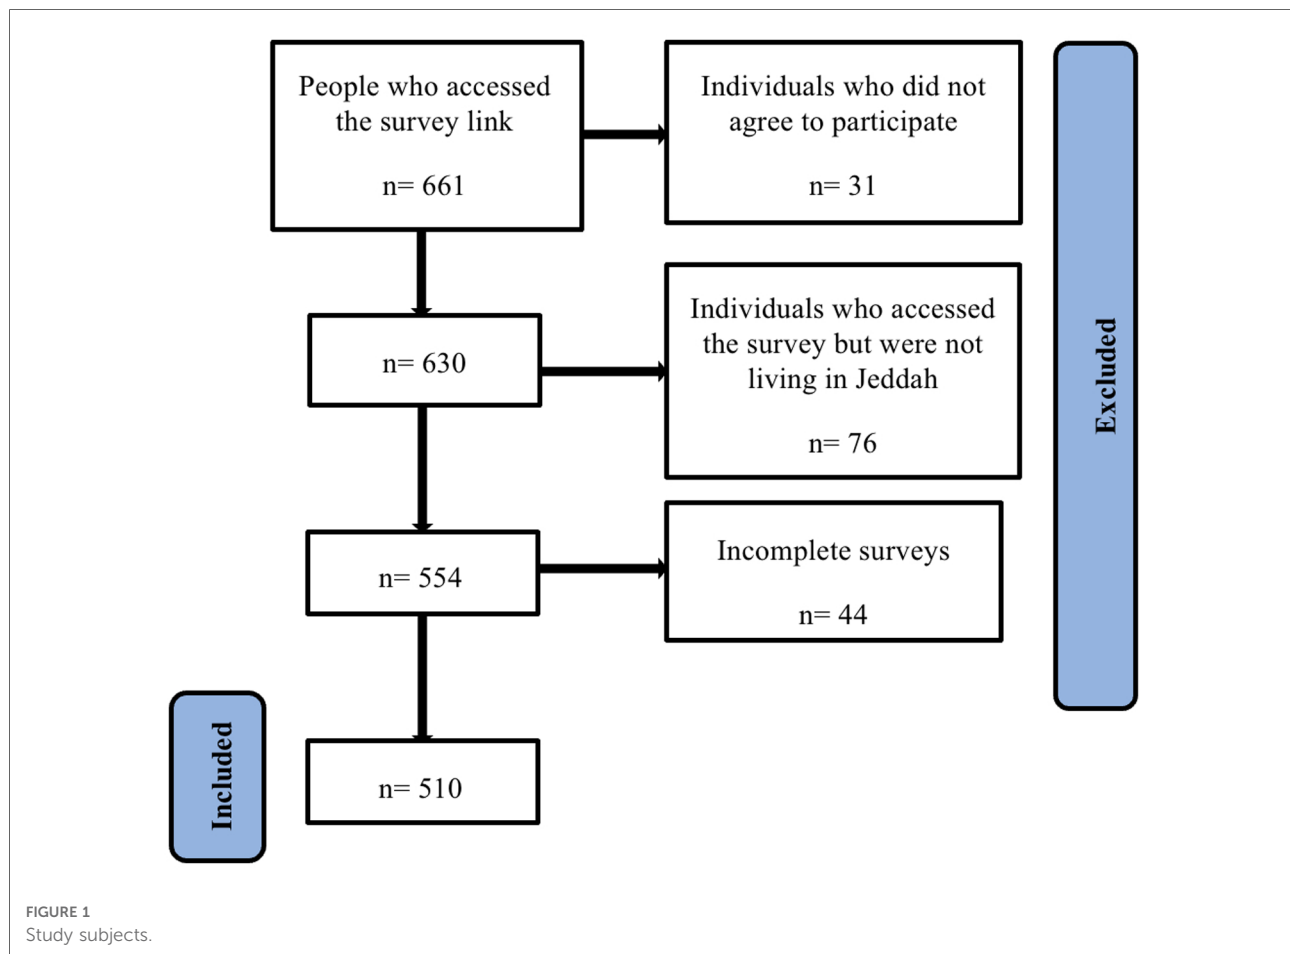 People who accessed
the survey link
n= 661
Individuals who did not
agree to participate
n= 31
n= 630
Individuals who accessed
the survey but were not
living in Jeddah
n= 76
n= 554
Incomplete surveys
n= 44
n= 510
Included
Excluded
FIGURE 1
Study subjects.